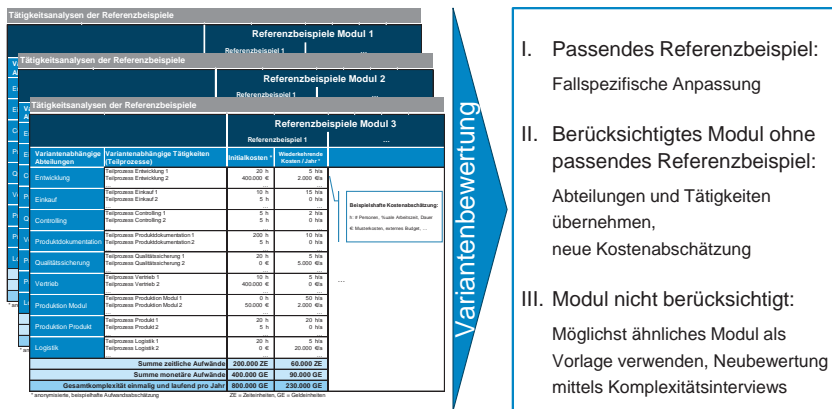 Tätigkeitsanalysen der Referenzbeispiele
Referenzbeispiele Modul 1
Referenzbeispiel 1
...
Tätigkeitsanalysen der Referenzbeispiele
Referenzbeispiele Modul 2
Referenzbeispiel 1
...
Tätigkeitsanalysen der Referenzbeispiele
Referenzbeispiele Modul 3
Referenzbeispiel 1
...
Variantenabhängige Abteilungen
Variantenabhängige Tätigkeiten (Teilprozesse)
Initialkosten *
Wiederkehrende Kosten / Jahr *
Entwicklung
Teilprozess Entwicklung 1 20 h 5 h/a
Teilprozess Entwicklung 2 400.000 € 2.000 €/a
... ... ...
Einkauf
Teilprozess Einkauf 1 10 h 15 h/a
Teilprozess Einkauf 2 5 h 0 h/a
... ... ...
Controlling
Teilprozess Controlling 1 5 h 2 h/a
Teilprozess Controlling 2 5 h 0 h/a
... ... ...
Produktdokumentation
Teilprozess Produktdokumentation 1 200 h 10 h/a
Teilprozess Produktdokumentation 2 5 h 0 h/a
... ... ...
Qualitätssicherung
Teilprozess Qualitätssicherung 1 20 h 5 h/a
Teilprozess Qualitätssicherung 2 0 € 5.000 €/a
... ... ...
Vertrieb
Teilprozess Vertrieb 1 10 h 5 h/a
Teilprozess Vertrieb 2 400.000 € 0 h/a
... ... ...
Produktion Modul
Teilprozess Produktion Modul 1 0 h 50 h/a
Teilprozess Produktion Modul 2 50.000 € 2.000 €/a
... ... ...
Produktion Produkt
Teilprozess Produkt 1 20 h 20 h/a
Teilprozess Produkt 2 5 h 0 h/a
... ... ...
Logistik
Teilprozess Logistik 1 20 h 5 h/a
Teilprozess Logistik 2 0 € 20.000 €/a
... ... ...
Summe zeitliche Aufwände 200.000 ZE 60.000 ZE
Summe monetäre Aufwände 400.000 GE 90.000 GE
Gesamtkomplexität einmalig und laufend pro Jahr 800.000 GE 230.000 GE
* anonymisierte, beispielhafte Aufwandsabschätzung ZE = Zeiteinheiten, GE = Geldeinheiten
Beispielhafte Kostenabschätzung:
h: # Personen, %uale Arbeitszeit, Dauer
€: Musterkosten, externes Budget, ...
...
Variantenbewertung
I. Passendes Referenzbeispiel:
Fallspezifische Anpassung
II. Berücksichtigtes Modul ohne
passendes Referenzbeispiel:
Abteilungen und Tätigkeiten
übernehmen,
neue Kostenabschätzung
III. Modul nicht berücksichtigt:
Möglichst ähnliches Modul als
Vorlage verwenden, Neubewertung
mittels Komplexitätsinterviews